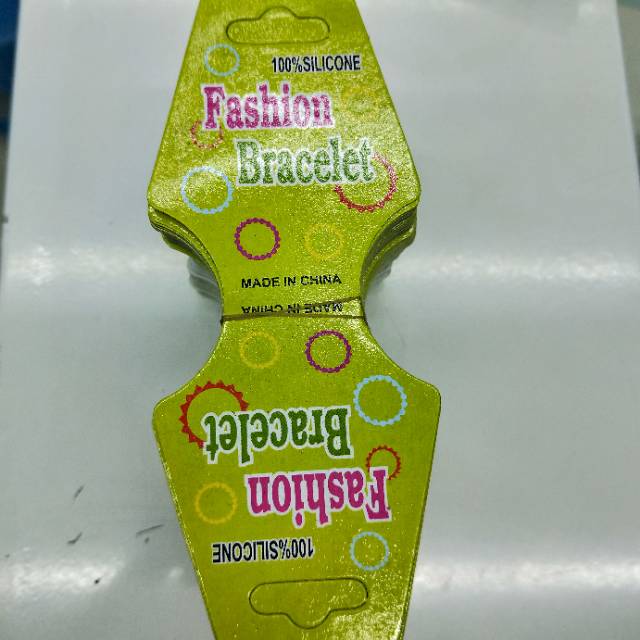 100%SILICONE
Fashion
Bracelet
MADE IN CHINA
MADE IN CHINA
Bracelet
Fashion
100%SILICONE